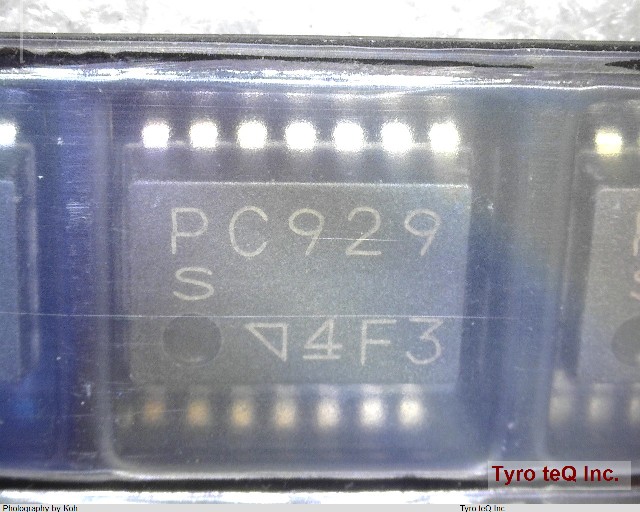 PC929
S
4F3
Tyro teQ Inc.
Photography by Koh
Tyro teQ Inc